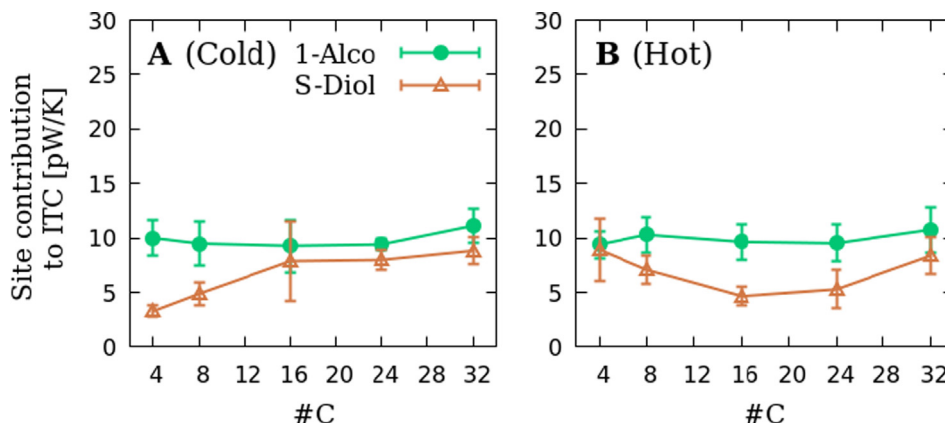 A (Cold)
1-Alco
S-Diol
Site contribution
to ITC [pW/K]
30
25
20
15
10
5
0
4 8 12 16 20 24 28 32
#C
B (Hot)
30
25
20
15
10
5
0
4 8 12 16 20 24 28 32
#C